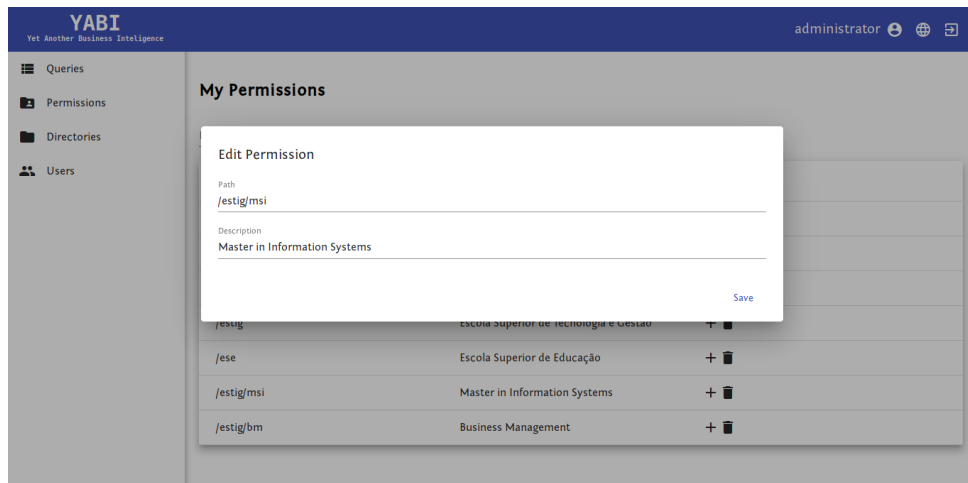 YABI
Yet Another Business Inteligence
administrator
Queries
Permissions
Directories
Users
My Permissions
Edit Permission
Path
/estig/msi
Description
Master in Information Systems
Save
/estig Escola Superior de Tecnologia e Gestão +
/ese Escola Superior de Educação +
/estig/msi Master in Information Systems +
/estig/bm Business Management +